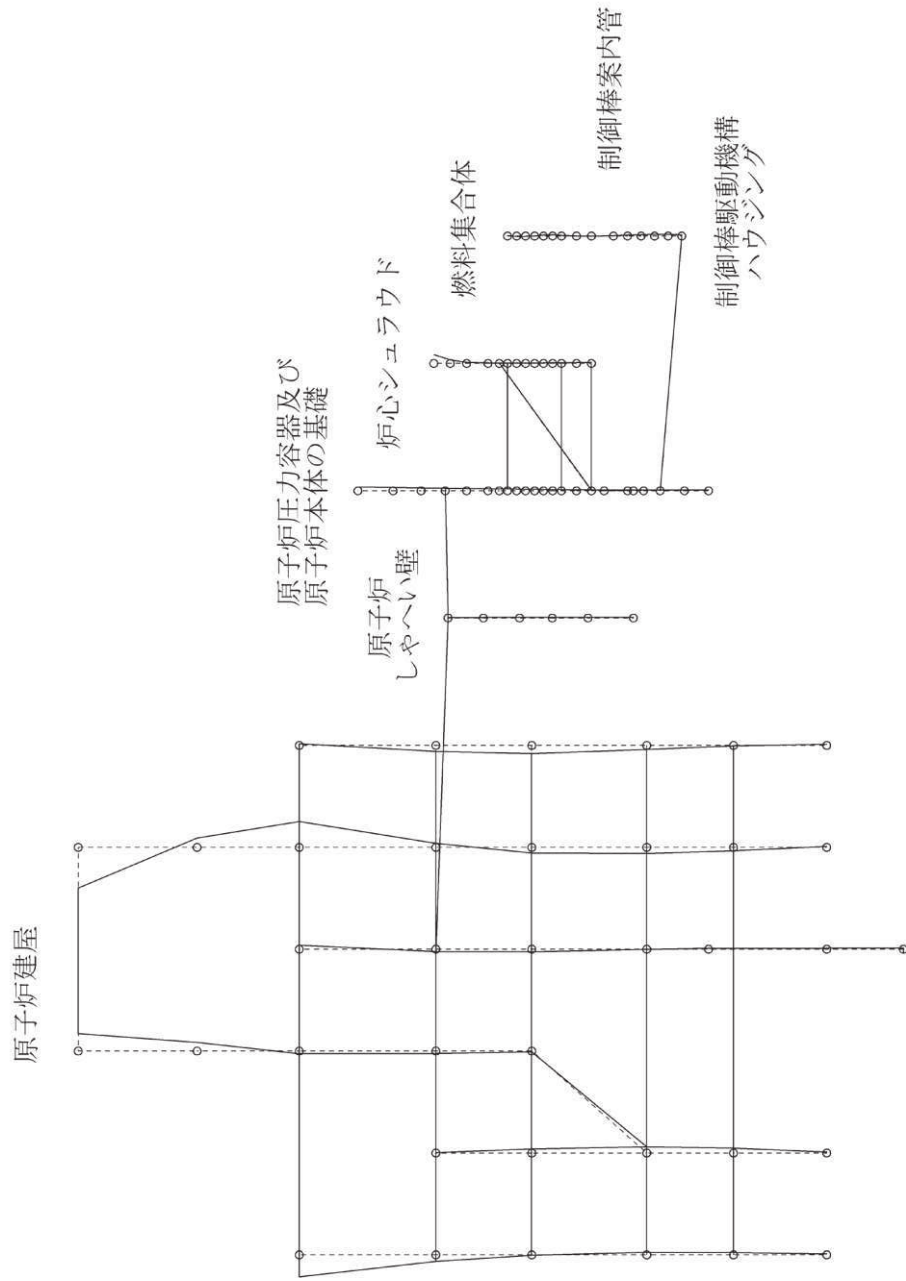 原子炉建屋
原子炉圧力容器及び
原子炉本体の基礎
原子炉
しゃへい壁
炉心シュラウド
燃料集合体
制御棒案内管
制御棒駆動機構
ハウジング